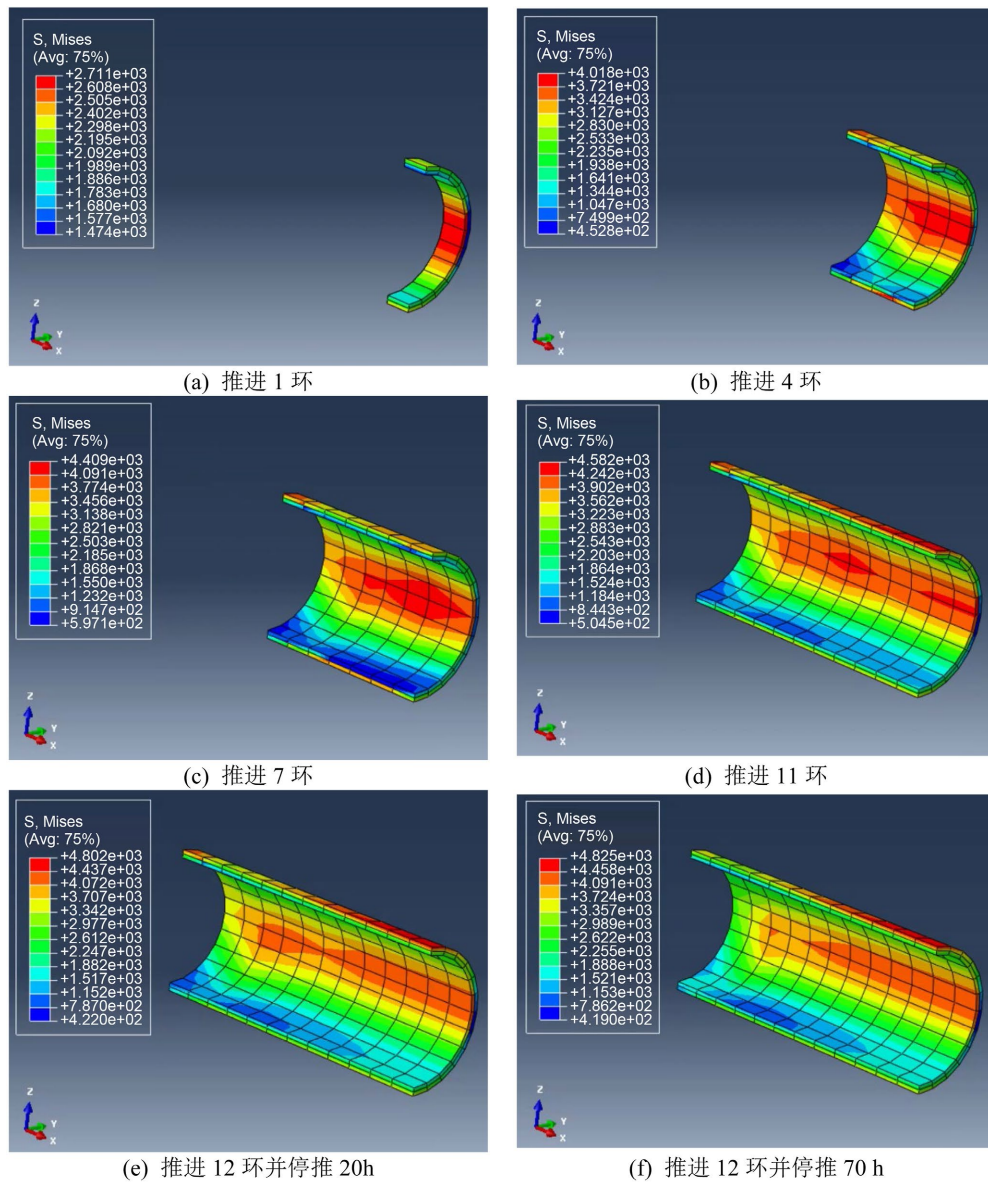 S, Mises
(Avg: 75%)
+2.711e+03
+2.608e+03
+2.505e+03
+2.402e+03
+2.298e+03
+2.195e+03
+2.092e+03
+1.989e+03
+1.886e+03
+1.783e+03
+1.680e+03
+1.577e+03
+1.474e+03
Z
Y
X
(a) 推进 1 环
S, Mises
(Avg: 75%)
+4.018e+03
+3.721e+03
+3.424e+03
+3.127e+03
+2.830e+03
+2.533e+03
+2.235e+03
+1.938e+03
+1.641e+03
+1.344e+03
+1.047e+03
+7.499e+02
+4.528e+02
Z
Y
X
(b) 推进 4 环
S, Mises
(Avg: 75%)
+4.409e+03
+4.091e+03
+3.774e+03
+3.456e+03
+3.138e+03
+2.821e+03
+2.503e+03
+2.185e+03
+1.868e+03
+1.550e+03
+1.232e+03
+9.147e+02
+5.971e+02
Z
Y
X
(c) 推进 7 环
S, Mises
(Avg: 75%)
+4.582e+03
+4.242e+03
+3.902e+03
+3.562e+03
+3.223e+03
+2.883e+03
+2.543e+03
+2.203e+03
+1.864e+03
+1.524e+03
+1.184e+03
+8.443e+02
+5.045e+02
Z
Y
X
(d) 推进 11 环
S, Mises
(Avg: 75%)
+4.802e+03
+4.437e+03
+4.072e+03
+3.707e+03
+3.342e+03
+2.977e+03
+2.612e+03
+2.247e+03
+1.882e+03
+1.517e+03
+1.152e+03
+7.870e+02
+4.220e+02
Z
Y
X
(e) 推进 12 环并停推 20h
S, Mises
(Avg: 75%)
+4.825e+03
+4.458e+03
+4.091e+03
+3.724e+03
+3.357e+03
+2.989e+03
+2.622e+03
+2.255e+03
+1.888e+03
+1.521e+03
+1.153e+03
+7.862e+02
+4.190e+02
Z
Y
X
(f) 推进 12 环并停推 70 h